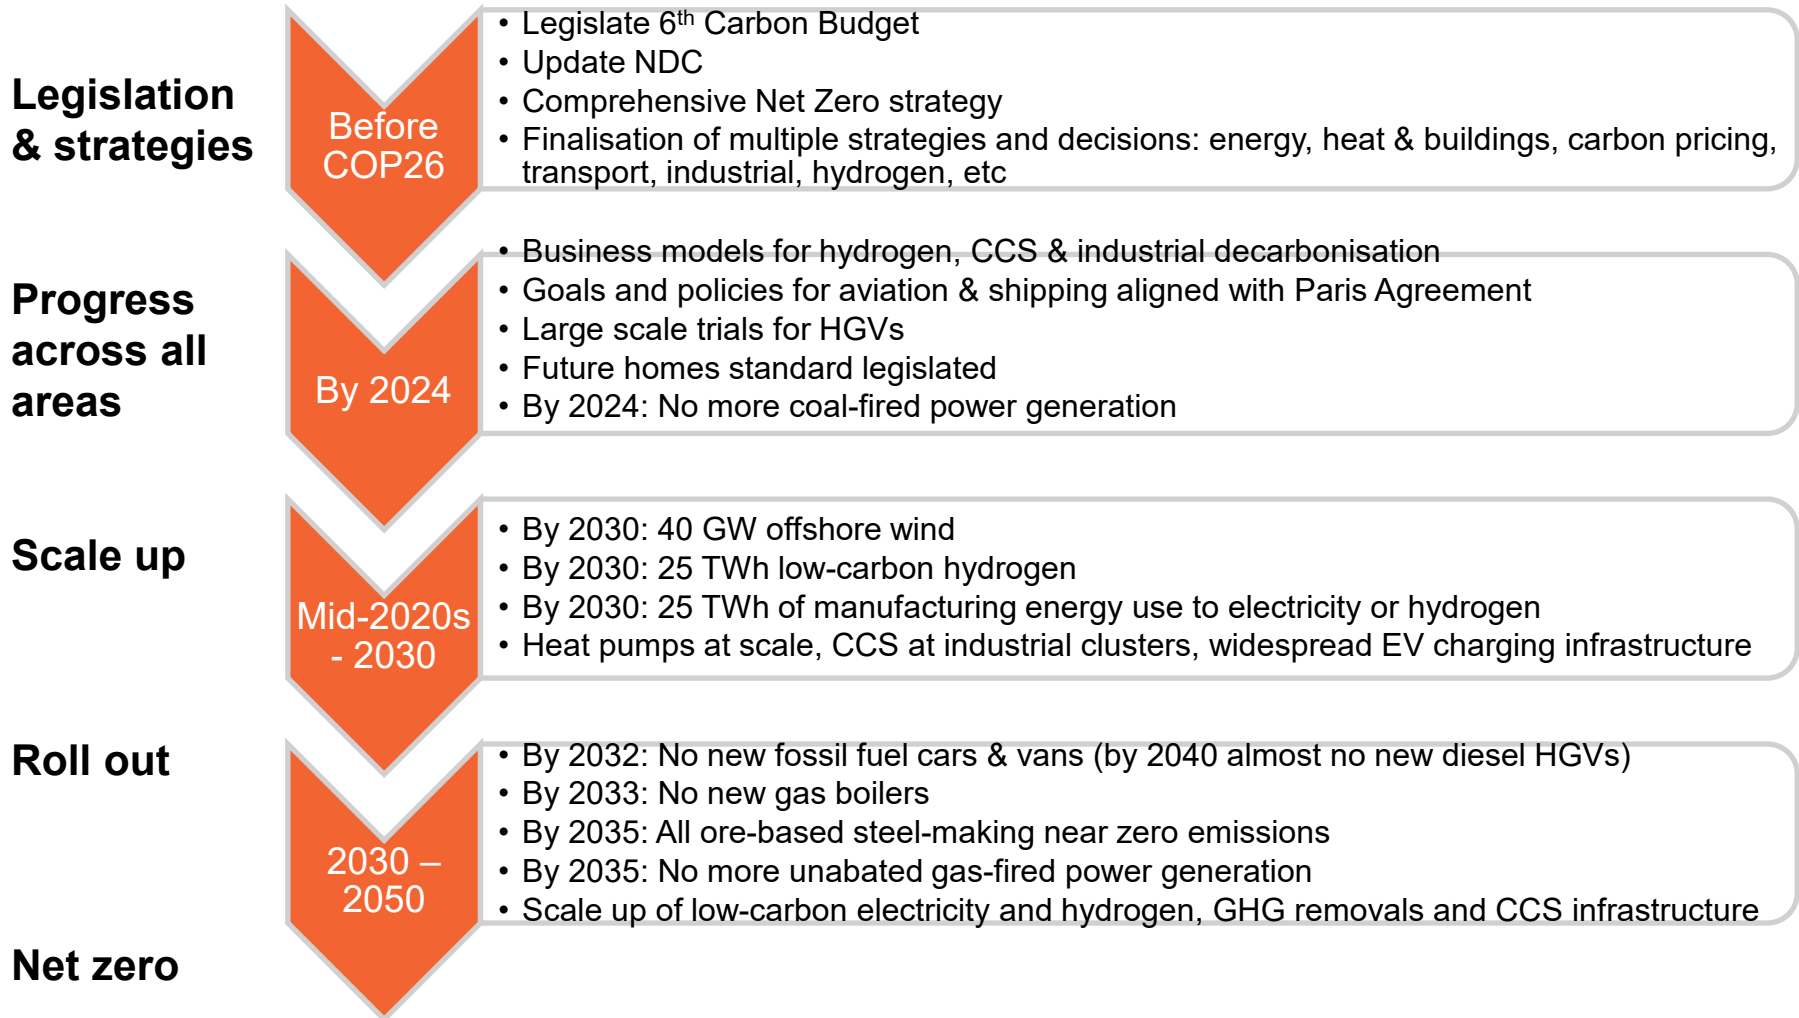 Legislation
& strategies
Before
COP26
• Legislate 6th Carbon Budget
• Update NDC
• Comprehensive Net Zero strategy
• Finalisation of multiple strategies and decisions: energy, heat & buildings, carbon pricing,
transport, industrial, hydrogen, etc
Progress
across all
areas
By 2024
• Business models for hydrogen, CCS & industrial decarbonisation
• Goals and policies for aviation & shipping aligned with Paris Agreement
• Large scale trials for HGVs
• Future homes standard legislated
• By 2024: No more coal-fired power generation
Scale up
Mid-2020s
- 2030
• By 2030: 40 GW offshore wind
• By 2030: 25 TWh low-carbon hydrogen
• By 2030: 25 TWh of manufacturing energy use to electricity or hydrogen
• Heat pumps at scale, CCS at industrial clusters, widespread EV charging infrastructure
Roll out
2030 –
2050
• By 2032: No new fossil fuel cars & vans (by 2040 almost no new diesel HGVs)
• By 2033: No new gas boilers
• By 2035: All ore-based steel-making near zero emissions
• By 2035: No more unabated gas-fired power generation
• Scale up of low-carbon electricity and hydrogen, GHG removals and CCS infrastructure
Net zero